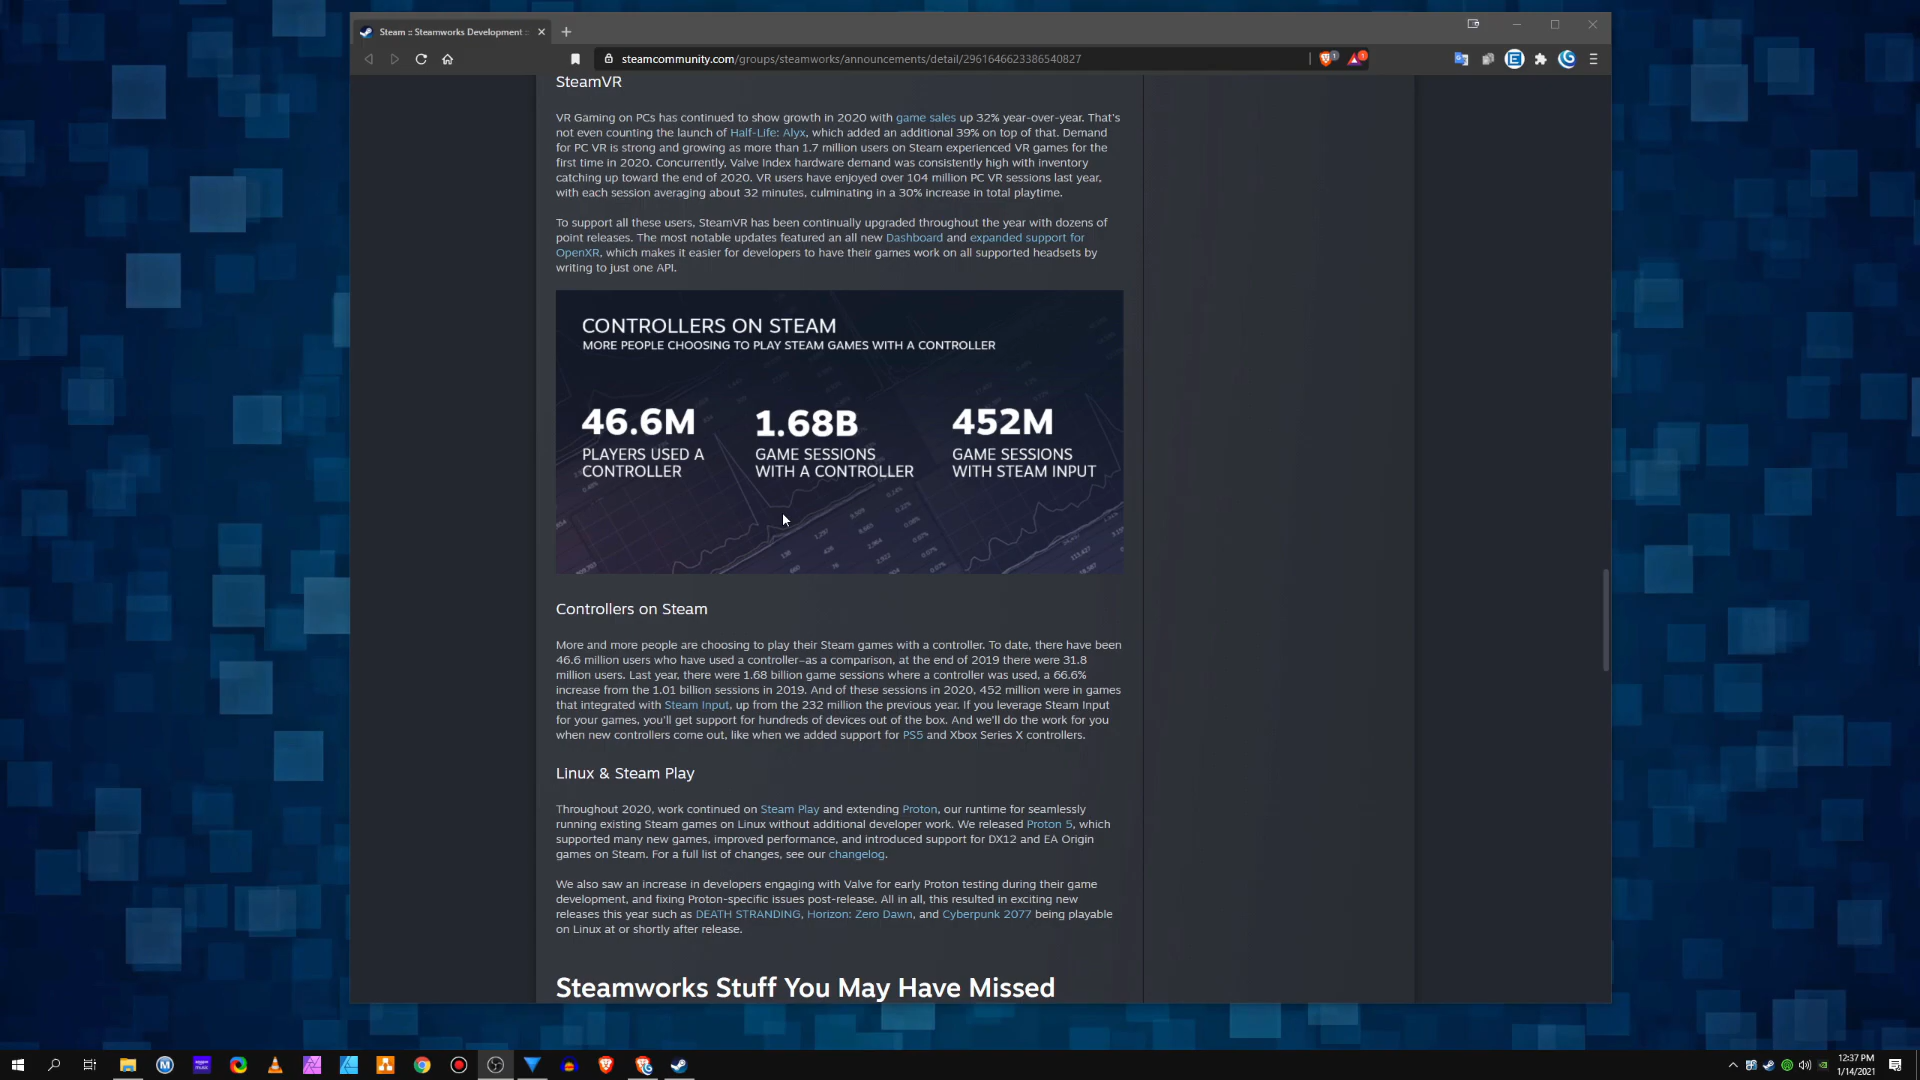 Steam :: Steamworks Development ::
steamcommunity.com/groups/steamworks/announcements/detail/2961646623386540827
SteamVR
VR Gaming on PCs has continued to show growth in 2020 with game sales up 32% year-over-year. That's
not even counting the launch of Half-Life: Alyx, which added an additional 39% on top of that. Demand
for PC VR is strong and growing as more than 1.7 million users on Steam experienced VR games for the
first time in 2020. Concurrently, Valve Index hardware demand was consistently high with inventory
catching up toward the end of 2020. VR users have enjoyed over 104 million PC VR sessions last year,
with each session averaging about 32 minutes, culminating in a 30% increase in total playtime.
To support all these users, SteamVR has been continually upgraded throughout the year with dozens of
point releases. The most notable updates featured an all new Dashboard and expanded support for
OpenXR, which makes it easier for developers to have their games work on all supported headsets by
writing to just one API.
CONTROLLERS ON STEAM
MORE PEOPLE CHOOSING TO PLAY STEAM GAMES WITH A CONTROLLER
46.6M 1.68B 452M
PLAYERS USED A GAME SESSIONS GAME SESSIONS
CONTROLLER WITH A CONTROLLER WITH STEAM INPUT
Controllers on Steam
More and more people are choosing to play their Steam games with a controller. To date, there have been
46.6 million users who have used a controller–as a comparison, at the end of 2019 there were 31.8
million users. Last year, there were 1.68 billion game sessions where a controller was used, a 66.6%
increase from the 1.01 billion sessions in 2019. And of these sessions in 2020, 452 million were in games
that integrated with Steam Input, up from the 232 million the previous year. If you leverage Steam Input
for your games, you'll get support for hundreds of devices out of the box. And we'll do the work for you
when new controllers come out, like when we added support for PS5 and Xbox Series X controllers.
Linux & Steam Play
Throughout 2020, work continued on Steam Play and extending Proton, our runtime for seamlessly
running existing Steam games on Linux without additional developer work. We released Proton 5, which
supported many new games, improved performance, and introduced support for DX12 and EA Origin
games on Steam. For a full list of changes, see our changelog.
We also saw an increase in developers engaging with Valve for early Proton testing during their game
development, and fixing Proton-specific issues post-release. All in all, this resulted in exciting new
releases this year such as DEATH STRANDING, Horizon: Zero Dawn, and Cyberpunk 2077 being playable
on Linux at or shortly after release.
Steamworks Stuff You May Have Missed
12:37 PM
1/14/2021